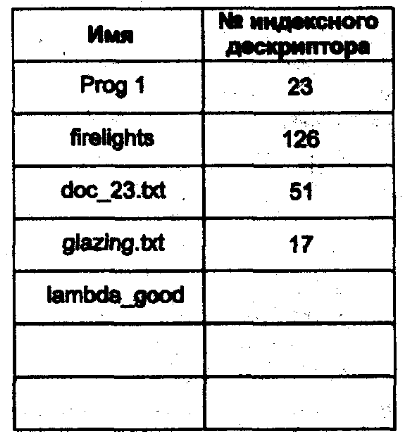 Имя
№ индексного
дескриптора
Prog 1
23
firelights
126
doc_23.txt
51
glazing.txt
17
lambda_good